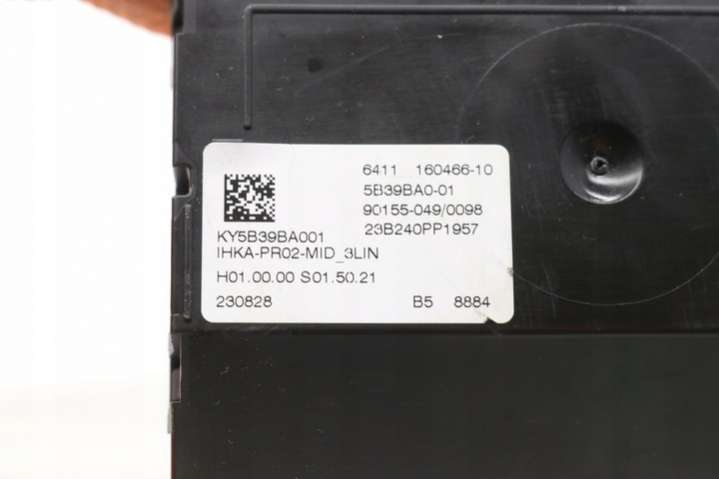 6411 160466-10
5B39BA0-01
90155-049/0098
23B240PP1957
KY5B39BA001
IHKA-PR02-MID_3LIN
H01.00.00 S01.50.21
230828 B5 8884